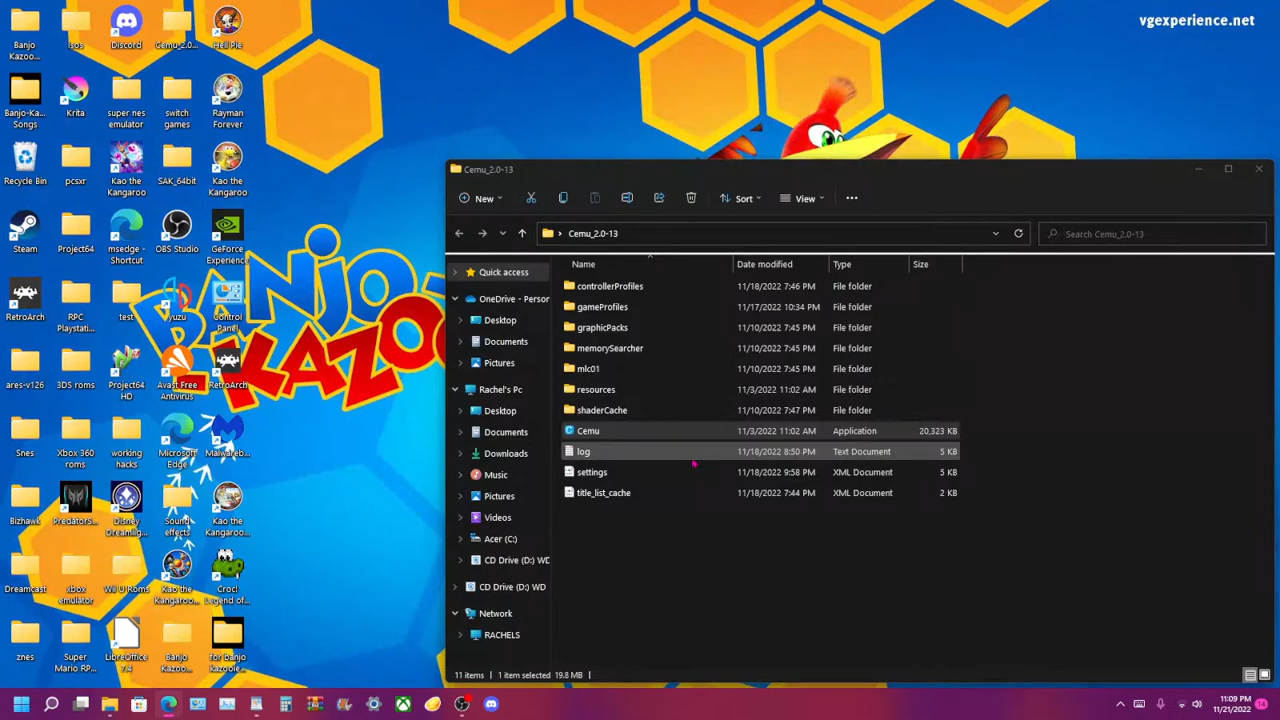 vgexperience.net
Banjo
Kazoo...
Isos
Discord
Cemu_2.0...
Hell Pie
Banjo-Ka...
Songs
Krita
super nes
emulator
switch
games
Rayman
Forever
Recycle Bin
pcsxr
Kao the
Kangaroo
SAK_64bit
Kao the
Kangaroo
Steam
Project64
msedge -
Shortcut
OBS Studio
GeForce
Experience
RetroArch
RPC
Playstati...
test
yuzu
Control
Panel
ares-v126
3DS roms
Project64
HD
Avast Free
Antivirus
RetroArch
Snes
Xbox 360
roms
working
hacks
Microsoft
Edge
Malwareb...
Bizhawk
PredatorS...
Disney
Dreamlig...
Sound
effects
Kao the
Kangaroo...
Dreamcast
xbox
emulator
Wii U Roms
Kao the
Kangaroo...
Croc!
Legend of...
znes
Super
Mario RP...
LibreOffice
7.4
Banjo
Kazoo...
for banjo
kazooie...
BANJO-
KAZOO
Cemu_2.0-13
New
Sort
View
Cemu_2.0-13
Search Cemu_2.0-13
Name Date modified Type Size
Quick access
OneDrive - Person
Desktop
Documents
Pictures
Rachel's Pc
Desktop
Documents
Downloads
Music
Pictures
Videos
Acer (C:)
CD Drive (D:) WD
CD Drive (D:) WD
Network
RACHELS
controllerProfiles 11/18/2022 7:46 PM File folder
gameProfiles 11/17/2022 10:34 PM File folder
graphicPacks 11/10/2022 7:45 PM File folder
memorySearcher 11/10/2022 7:45 PM File folder
mlc01 11/10/2022 7:45 PM File folder
resources 11/3/2022 11:02 AM File folder
shaderCache 11/10/2022 7:47 PM File folder
Cemu 11/3/2022 11:02 AM Application 20,323 KB
log 11/18/2022 8:50 PM Text Document 5 KB
settings 11/18/2022 9:58 PM XML Document 5 KB
title_list_cache 11/18/2022 7:44 PM XML Document 2 KB
11 items 1 item selected 19.8 MB
11:09 PM
11/21/2022
14